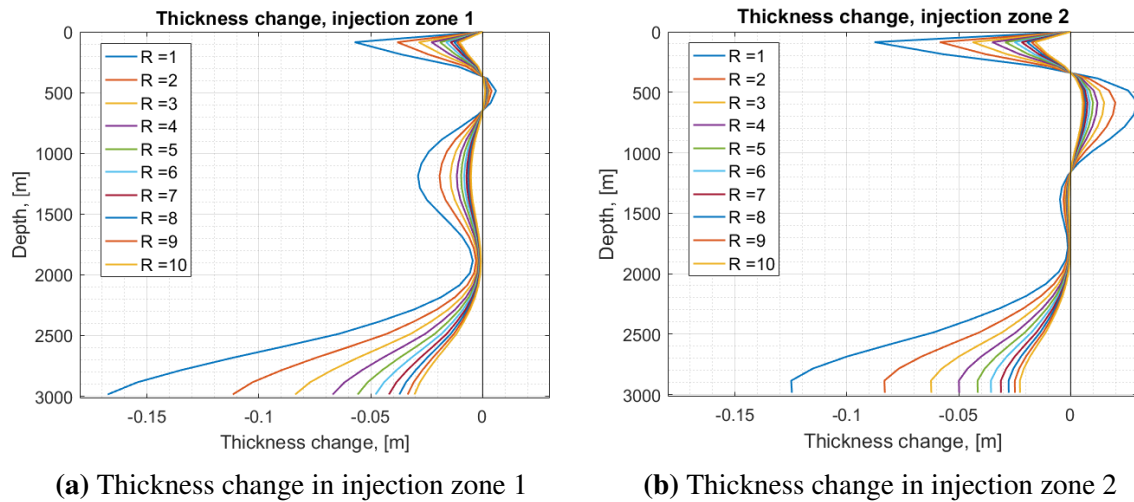 Thickness change, injection zone 1
0
500
1000
1500
2000
2500
3000
Depth, [m]
R =1
R =2
R =3
R =4
R =5
R =6
R =7
R =8
R =9
R =10
-0.15
-0.1
-0.05
0
Thickness change, [m]
(a) Thickness change in injection zone 1
Thickness change, injection zone 2
0
500
1000
1500
2000
2500
3000
Depth, [m]
R =1
R =2
R =3
R =4
R =5
R =6
R =7
R =8
R =9
R =10
-0.15
-0.1
-0.05
0
Thickness change, [m]
(b) Thickness change in injection zone 2